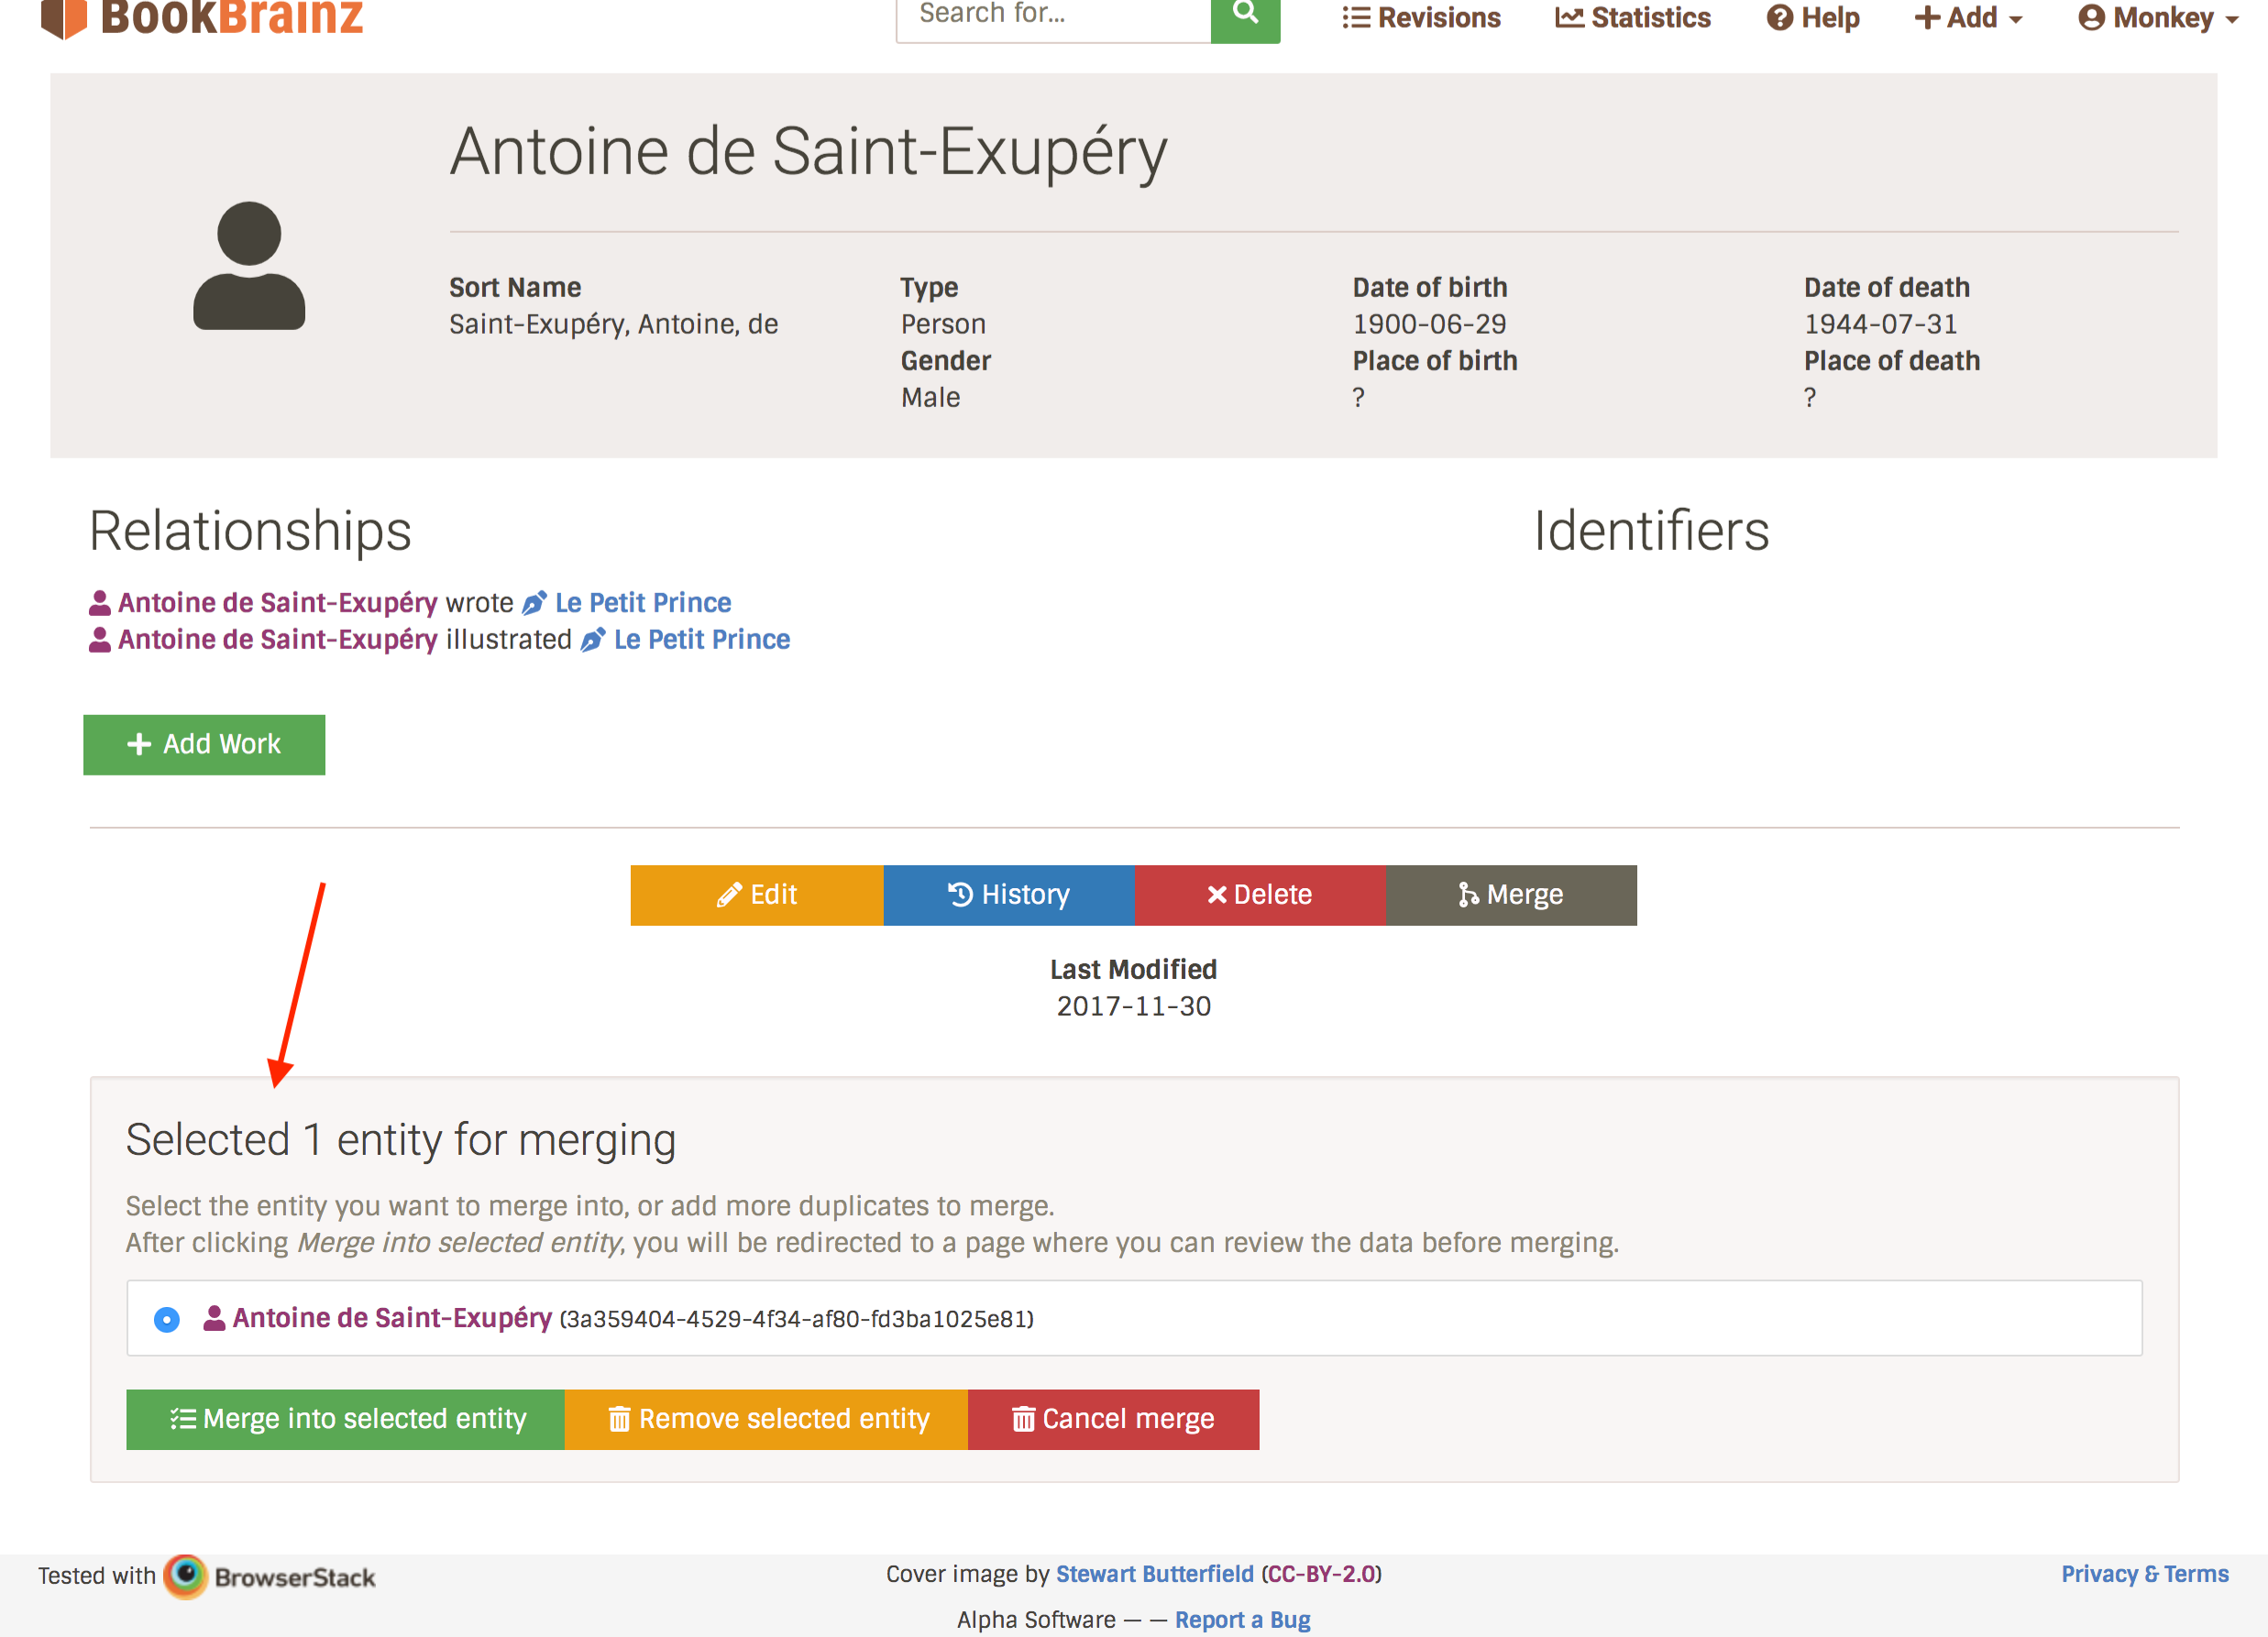 BookBrainz
Search for...
Revisions
Statistics
Help
Add
Monkey
Antoine de Saint-Exupéry
Sort Name
Saint-Exupéry, Antoine, de
Type
Person
Gender
Male
Date of birth
1900-06-29
Place of birth
?
Date of death
1944-07-31
Place of death
?
Relationships
Antoine de Saint-Exupéry wrote Le Petit Prince
Antoine de Saint-Exupéry illustrated Le Petit Prince
Identifiers
Add Work
Edit
History
Delete
Merge
Last Modified
2017-11-30
Selected 1 entity for merging
Select the entity you want to merge into, or add more duplicates to merge.
After clicking Merge into selected entity, you will be redirected to a page where you can review the data before merging.
Antoine de Saint-Exupéry (3a359404-4529-4f34-af80-fd3ba1025e81)
Merge into selected entity
Remove selected entity
Cancel merge
Tested with BrowserStack
Cover image by Stewart Butterfield (CC-BY-2.0)
Privacy & Terms
Alpha Software — — Report a Bug